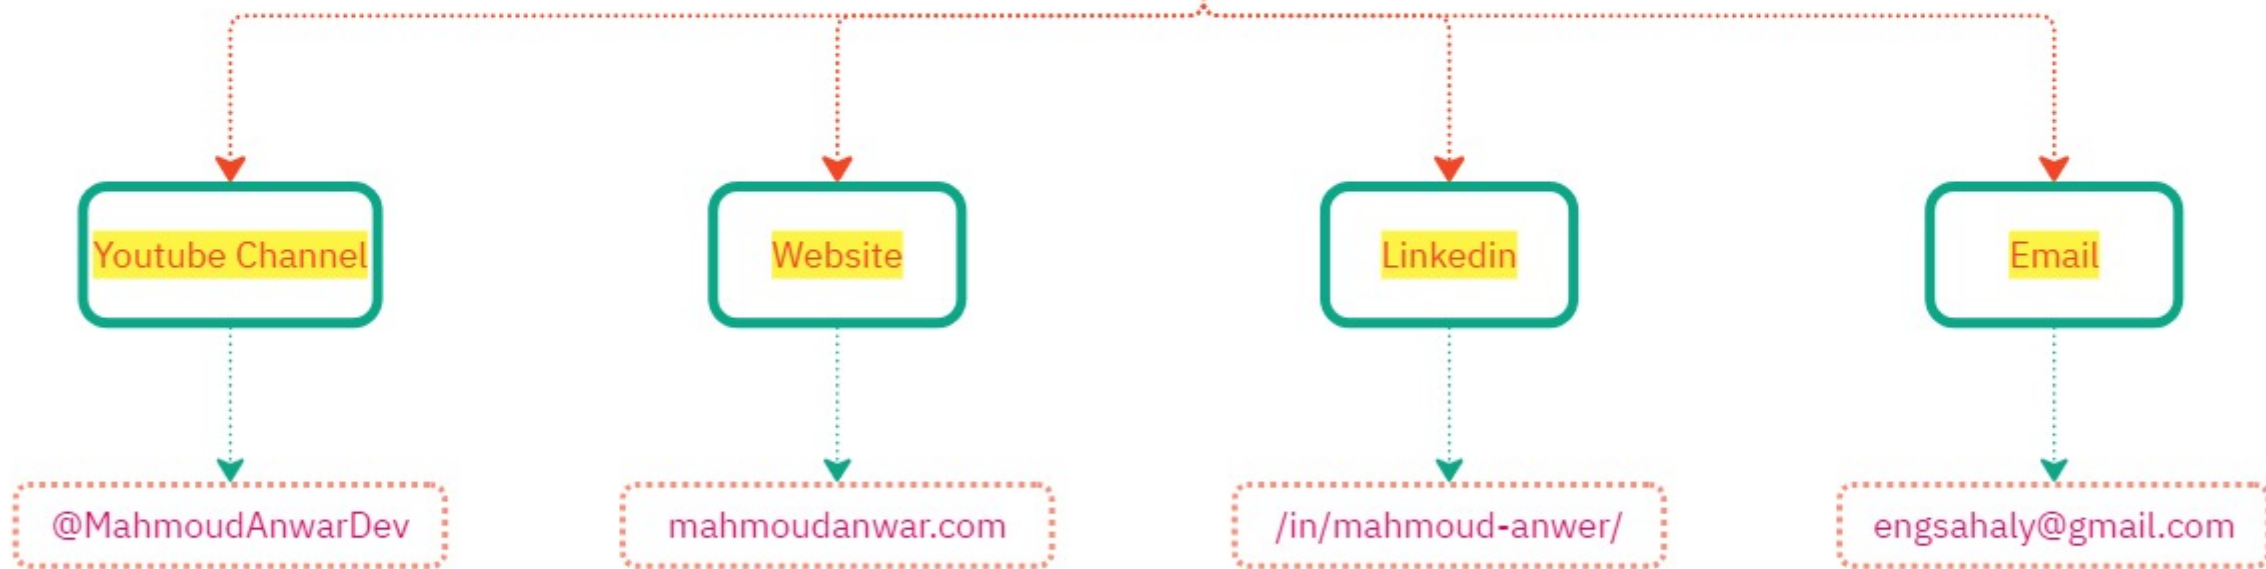 Youtube Channel
Website
Linkedin
Email
@MahmoudAnwarDev
mahmoudanwar.com
/in/mahmoud-anwer/
engsahaly@gmail.com